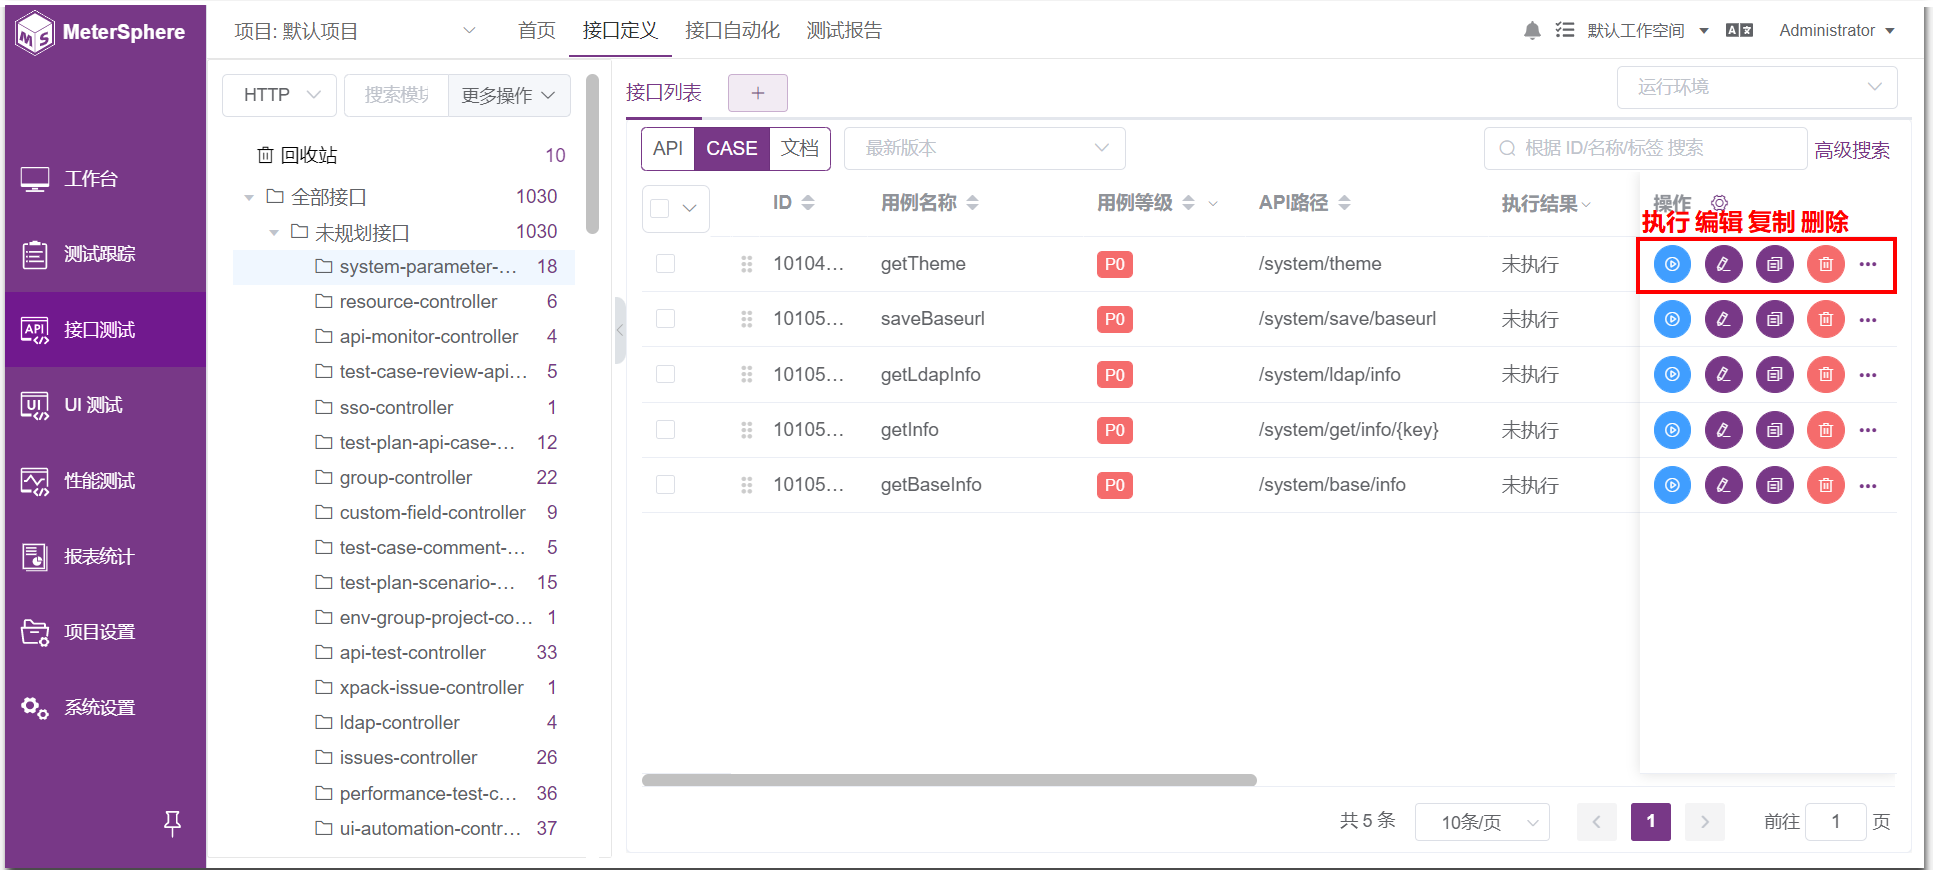 MeterSphere
项目: 默认项目
首页
接口定义
接口自动化
测试报告
默认工作空间
Administrator
工作台
测试跟踪
接口测试
UI 测试
性能测试
报表统计
项目设置
系统设置
HTTP
搜索模块
更多操作
回收站 10
全部接口 1030
未规划接口 1030
system-parameter-... 18
resource-controller 6
api-monitor-controller 4
test-case-review-api... 5
sso-controller 1
test-plan-api-case-... 12
group-controller 22
custom-field-controller 9
test-case-comment-... 5
test-plan-scenario-... 15
env-group-project-co... 1
api-test-controller 33
xpack-issue-controller 1
ldap-controller 4
issues-controller 26
performance-test-c... 36
ui-automation-contr... 37
接口列表
+
运行环境
API CASE 文档
最新版本
根据 ID/名称/标签 搜索
高级搜索
ID 用例名称 用例等级 API路径 执行结果 操作
执行 编辑 复制 删除
10104... getTheme P0 /system/theme 未执行
10105... saveBaseurl P0 /system/save/baseurl 未执行
10105... getLdapInfo P0 /system/ldap/info 未执行
10105... getInfo P0 /system/get/info/{key} 未执行
10105... getBaseInfo P0 /system/base/info 未执行
共 5 条 10条/页 1 前往 1 页